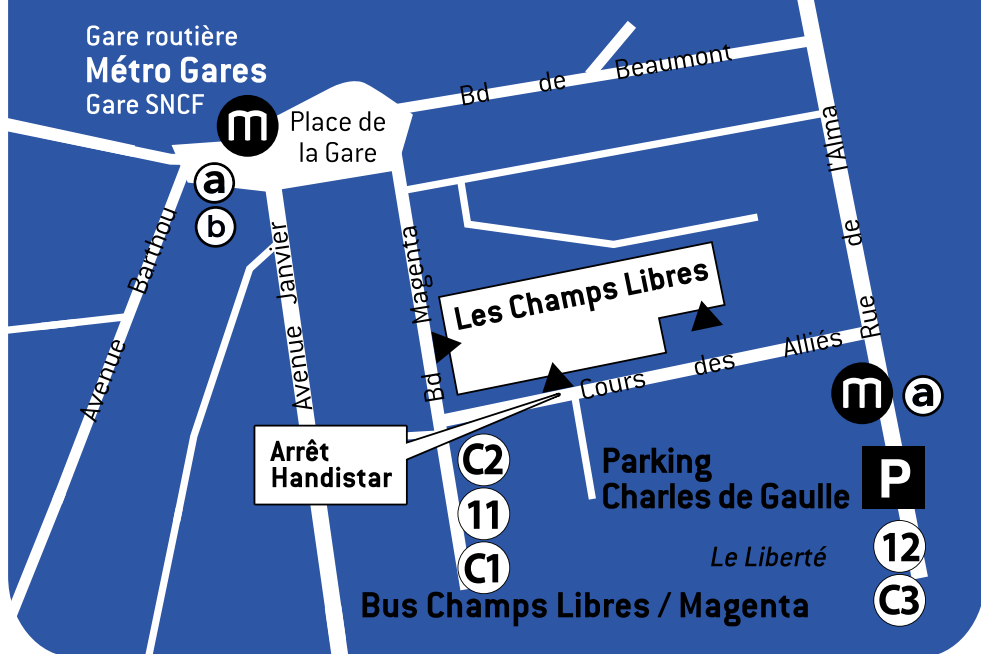 Gare routière
Métro Gares
Gare SNCF
m
Place de
la Gare
a
b
Bd de Beaumont
Rue de l'Alma
Avenue Barthou
Avenue Janvier
Bd Magenta
Les Champs Libres
Cours des Alliés
m
a
Arrêt
Handistar
C2
11
C1
Parking
Charles de Gaulle
P
Le Liberté
12
C3
Bus Champs Libres / Magenta